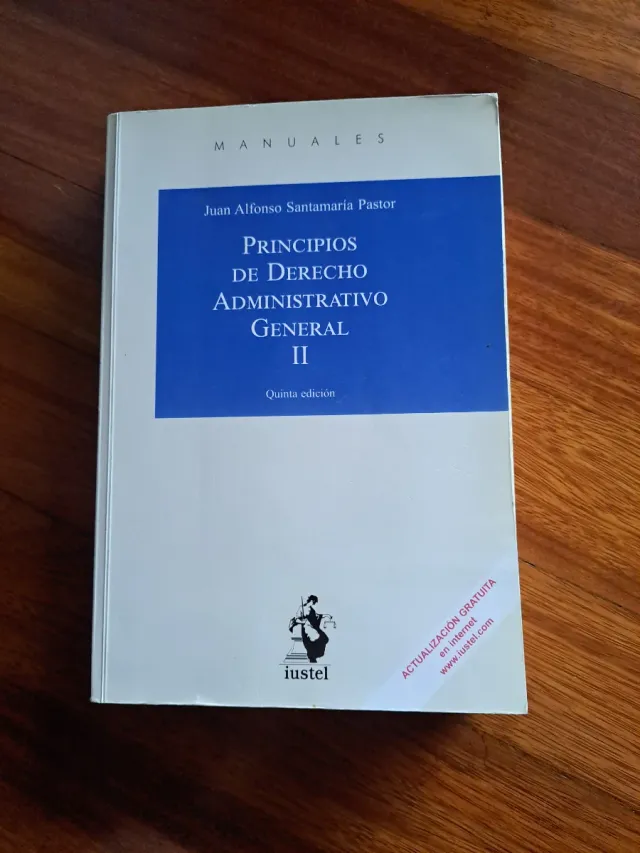 MANUALES
Juan Alfonso Santamaría Pastor
PRINCIPIOS
DE DERECHO
ADMINISTRATIVO
GENERAL
II
Quinta edición
iustel
ACTUALIZACIÓN GRATUITA
en internet
www.iustel.com